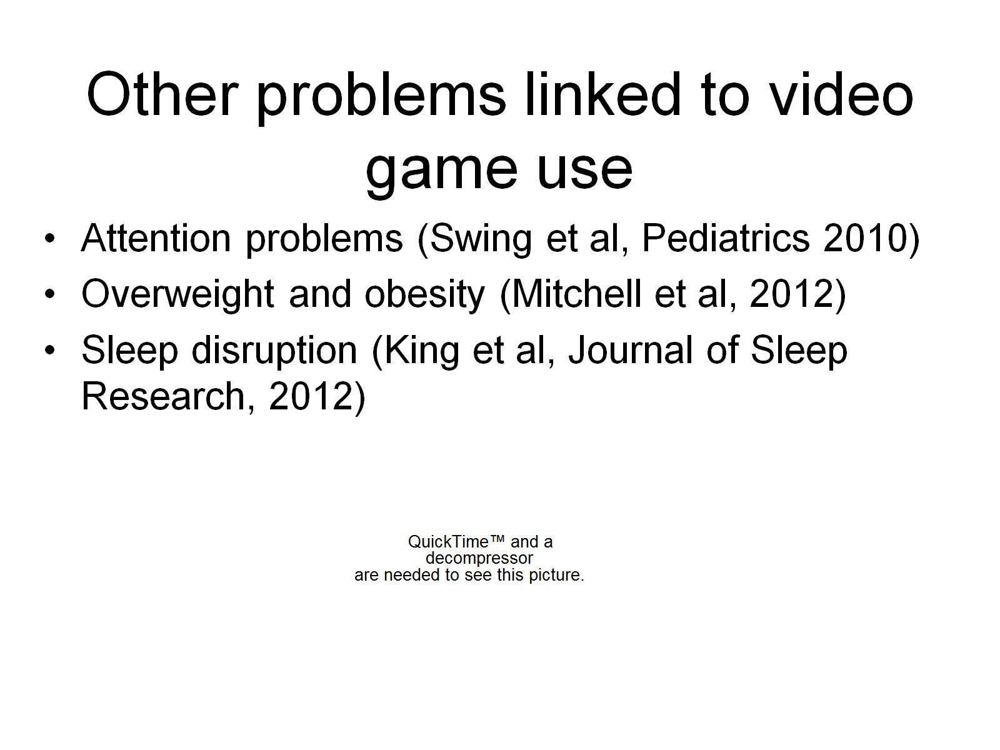 Other problems linked to video
game use
• Attention problems (Swing et al, Pediatrics 2010)
• Overweight and obesity (Mitchell et al, 2012)
• Sleep disruption (King et al, Journal of Sleep
Research, 2012)
QuickTime™ and a
decompressor
are needed to see this picture.